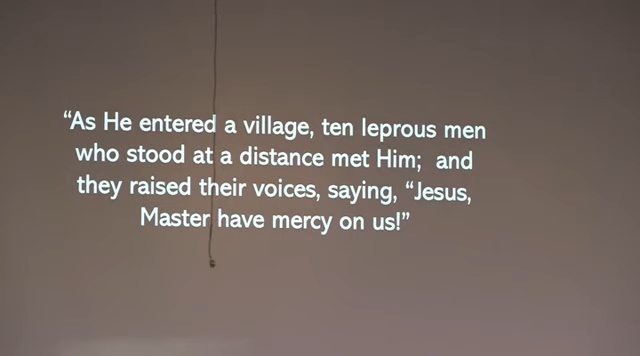 “As He entered a village, ten leprous men
who stood at a distance met Him;  and
they raised their voices, saying, “Jesus,
Master have mercy on us!”